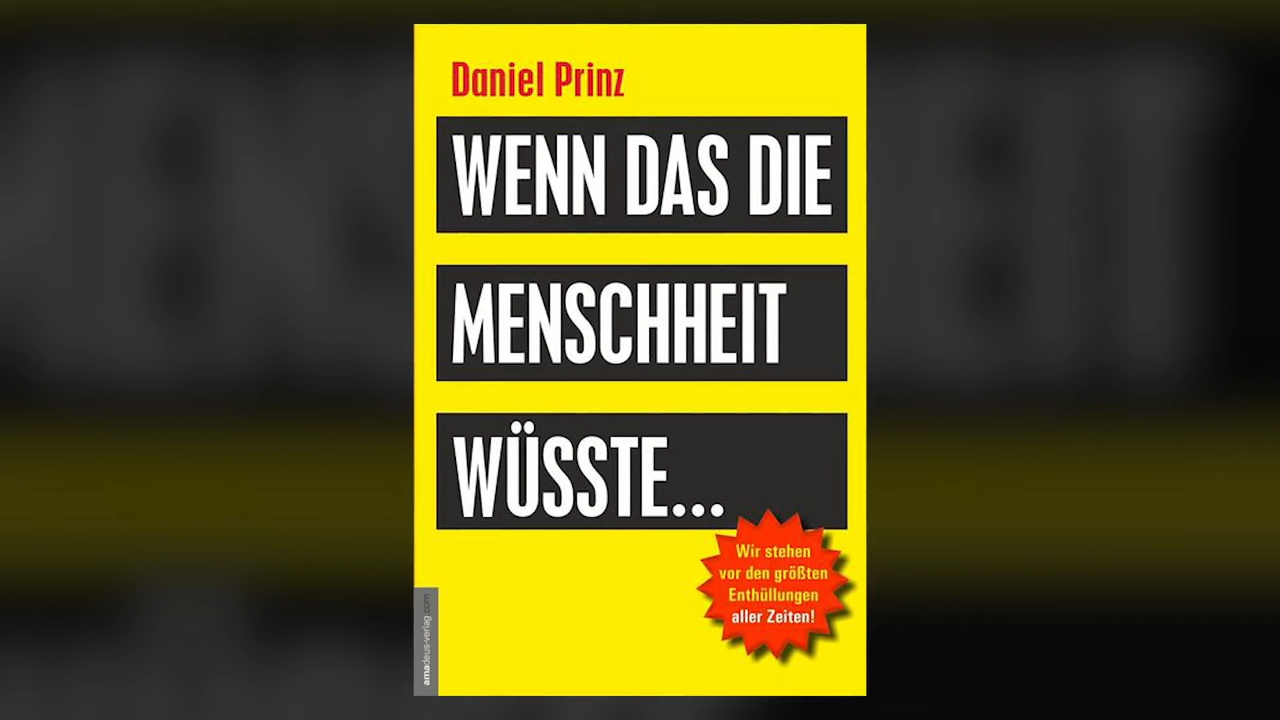 Daniel Prinz
WENN DAS DIE
MENSCHHEIT
WÜSSTE...
Wir stehen
vor den größten
Enthüllungen
aller Zeiten!
amadeus-verlag.com